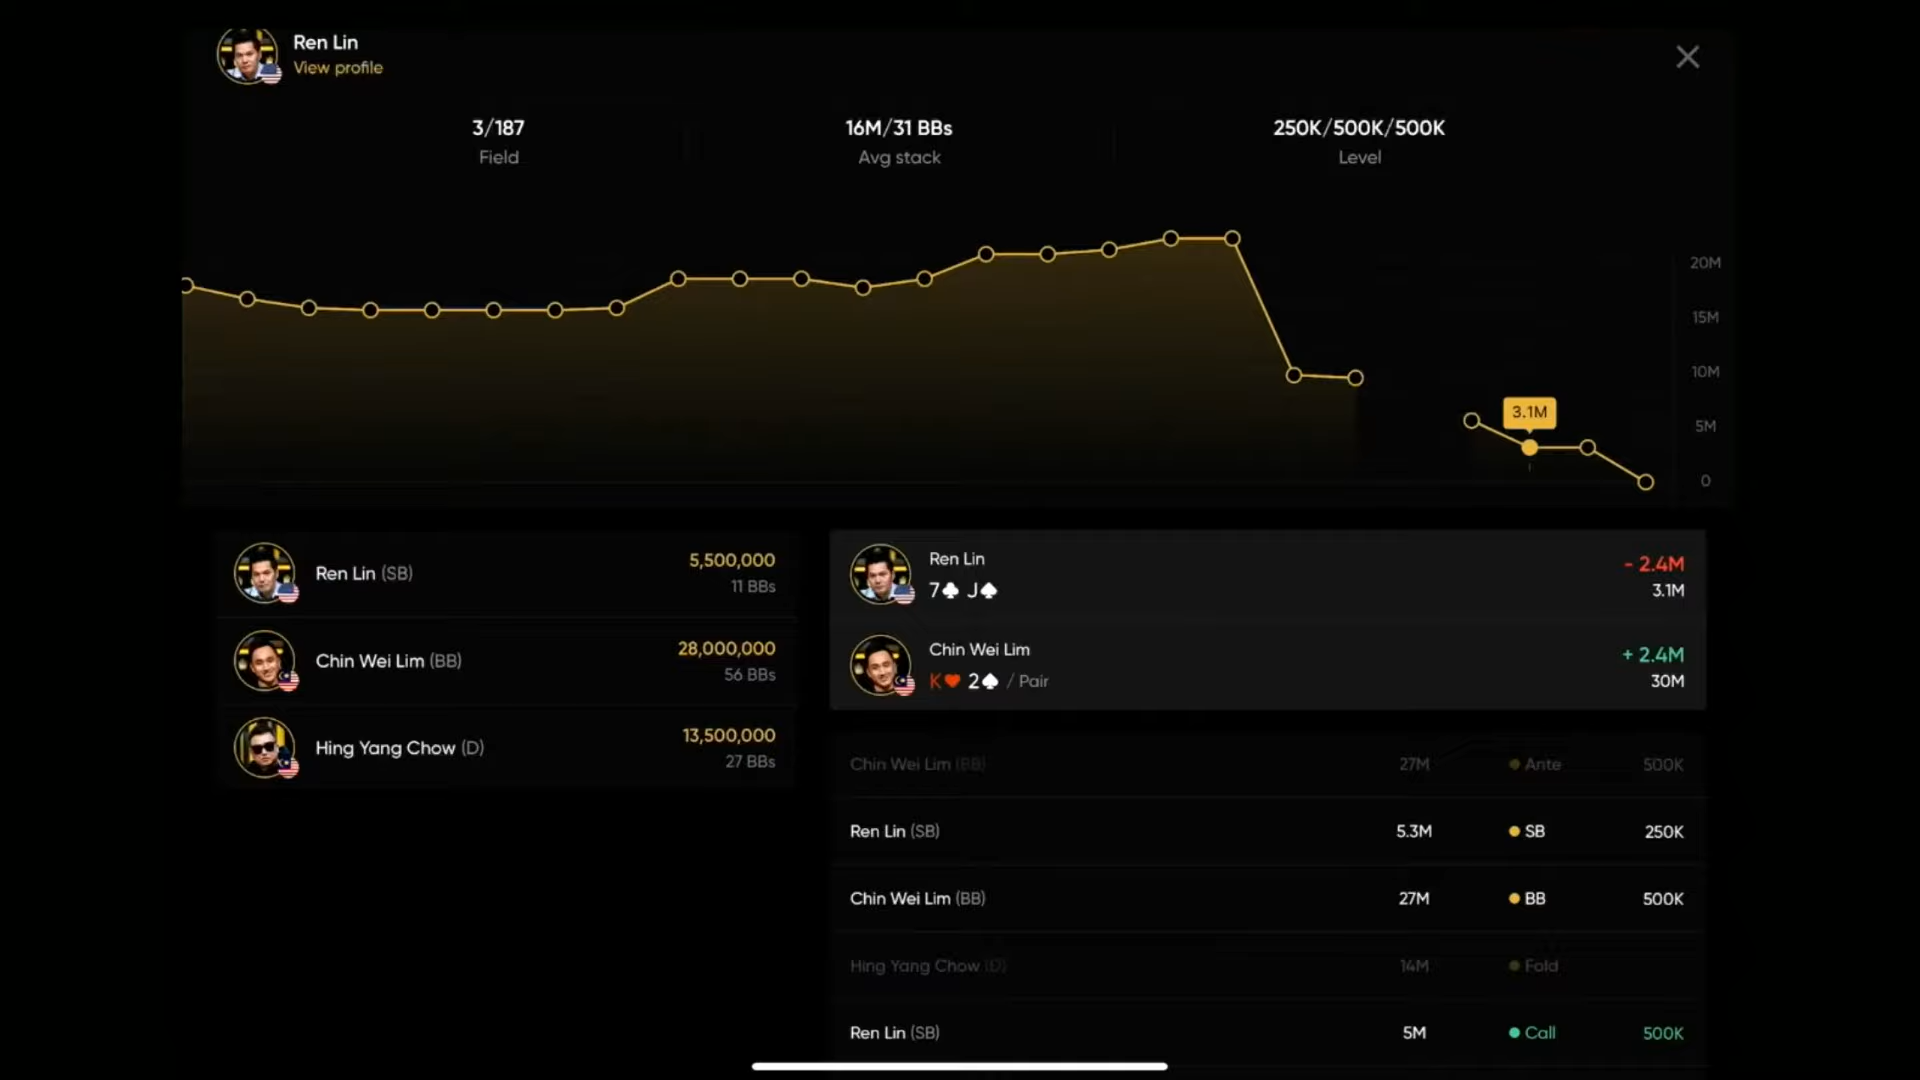 Ren Lin
View profile
3/187
Field
16M/31 BBs
Avg stack
250K/500K/500K
Level
20M
15M
10M
5M
0
3.1M
Ren Lin (SB)
5,500,000
11 BBs
Chin Wei Lim (BB)
28,000,000
56 BBs
Hing Yang Chow (D)
13,500,000
27 BBs
Ren Lin
7♣ J♠
- 2.4M
3.1M
Chin Wei Lim
K♥ 2♠ / Pair
+ 2.4M
30M
Chin Wei Lim (BB) 27M Ante 500K
Ren Lin (SB) 5.3M SB 250K
Chin Wei Lim (BB) 27M BB 500K
Hing Yang Chow (D) 14M Fold
Ren Lin (SB) 5M Call 500K